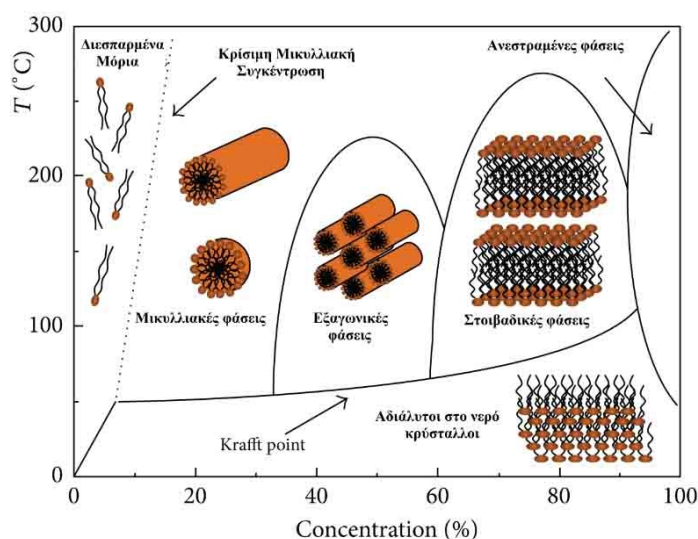 300
200
100
0
T (°C)
Διεσπαρμένα
Μόρια
Κρίσιμη Μικυλλιακή
Συγκέντρωση
Ανεστραμένες φάσεις
Μικυλλιακές φάσεις
Εξαγωνικές
φάσεις
Στοιβαδικές φάσεις
Krafft point
Αδιάλυτοι στο νερό
κρύσταλλοι
0
20
40
60
80
100
Concentration (%)